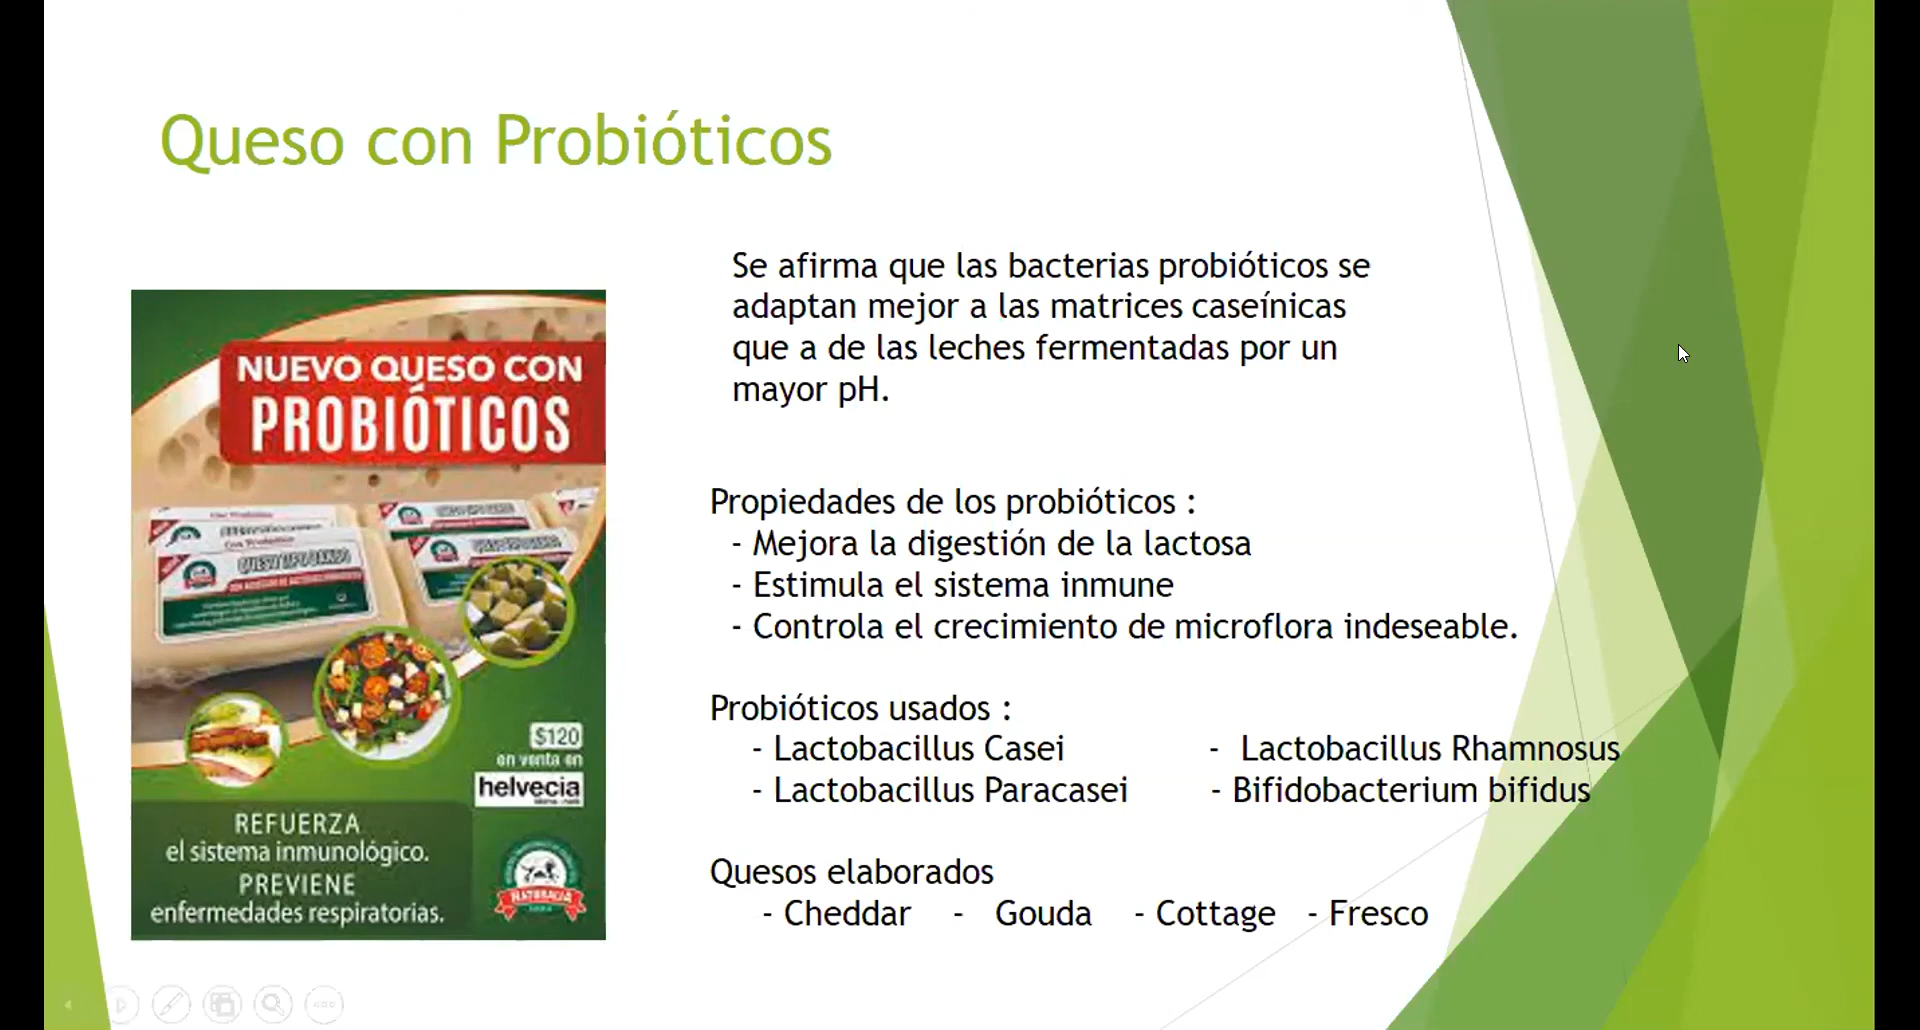 Queso con Probióticos
NUEVO QUESO CON
PROBIÓTICOS
QUESO TIPO DANBO
$120
en venta en
helvecia
REFUERZA
el sistema inmunológico.
PREVIENE
enfermedades respiratorias.
NATURALIA
Se afirma que las bacterias probióticos se
adaptan mejor a las matrices caseínicas
que a de las leches fermentadas por un
mayor pH.
Propiedades de los probióticos :
- Mejora la digestión de la lactosa
- Estimula el sistema inmune
- Controla el crecimiento de microflora indeseable.
Probióticos usados :
- Lactobacillus Casei - Lactobacillus Rhamnosus
- Lactobacillus Paracasei - Bifidobacterium bifidus
Quesos elaborados
- Cheddar - Gouda - Cottage - Fresco